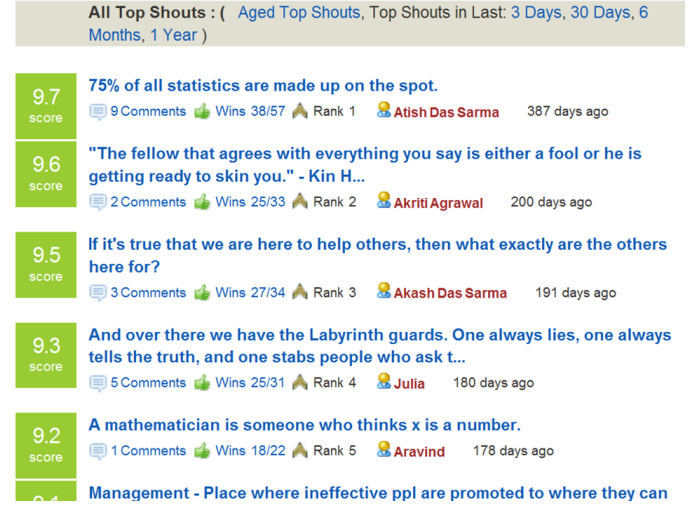 All Top Shouts : ( Aged Top Shouts, Top Shouts in Last: 3 Days, 30 Days, 6
Months, 1 Year )
9.7
score
75% of all statistics are made up on the spot.
9 Comments Wins 38/57 Rank 1 Atish Das Sarma 387 days ago
9.6
score
"The fellow that agrees with everything you say is either a fool or he is
getting ready to skin you." - Kin H...
2 Comments Wins 25/33 Rank 2 Akriti Agrawal 200 days ago
9.5
score
If it's true that we are here to help others, then what exactly are the others
here for?
3 Comments Wins 27/34 Rank 3 Akash Das Sarma 191 days ago
9.3
score
And over there we have the Labyrinth guards. One always lies, one always
tells the truth, and one stabs people who ask t...
5 Comments Wins 25/31 Rank 4 Julia 180 days ago
9.2
score
A mathematician is someone who thinks x is a number.
1 Comments Wins 18/22 Rank 5 Aravind 178 days ago
9.1
Management - Place where ineffective ppl are promoted to where they can